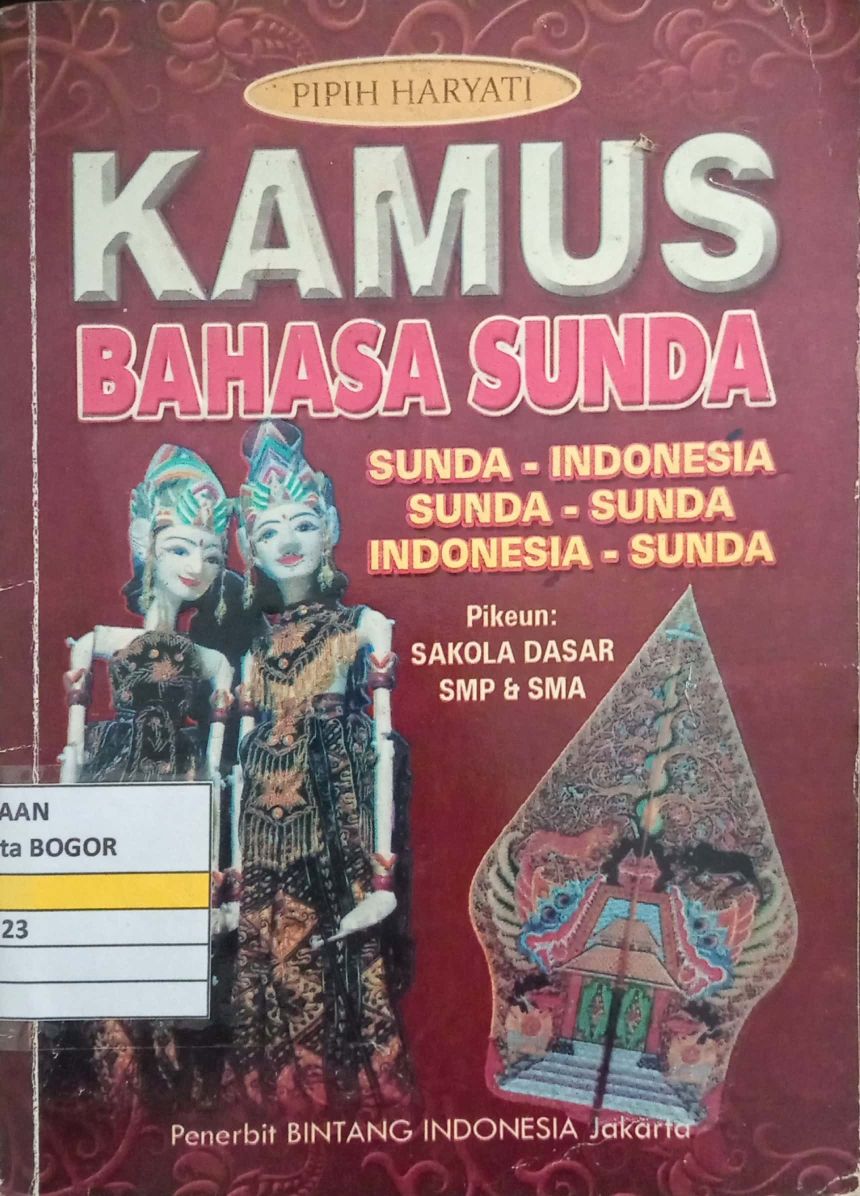 PIPIH HARYATI
KAMUS
BAHASA SUNDA
SUNDA - INDONESIA
SUNDA - SUNDA
INDONESIA - SUNDA
Pikeun:
SAKOLA DASAR
SMP & SMA
AAN
ta BOGOR
23
Penerbit BINTANG INDONESIA Jakarta